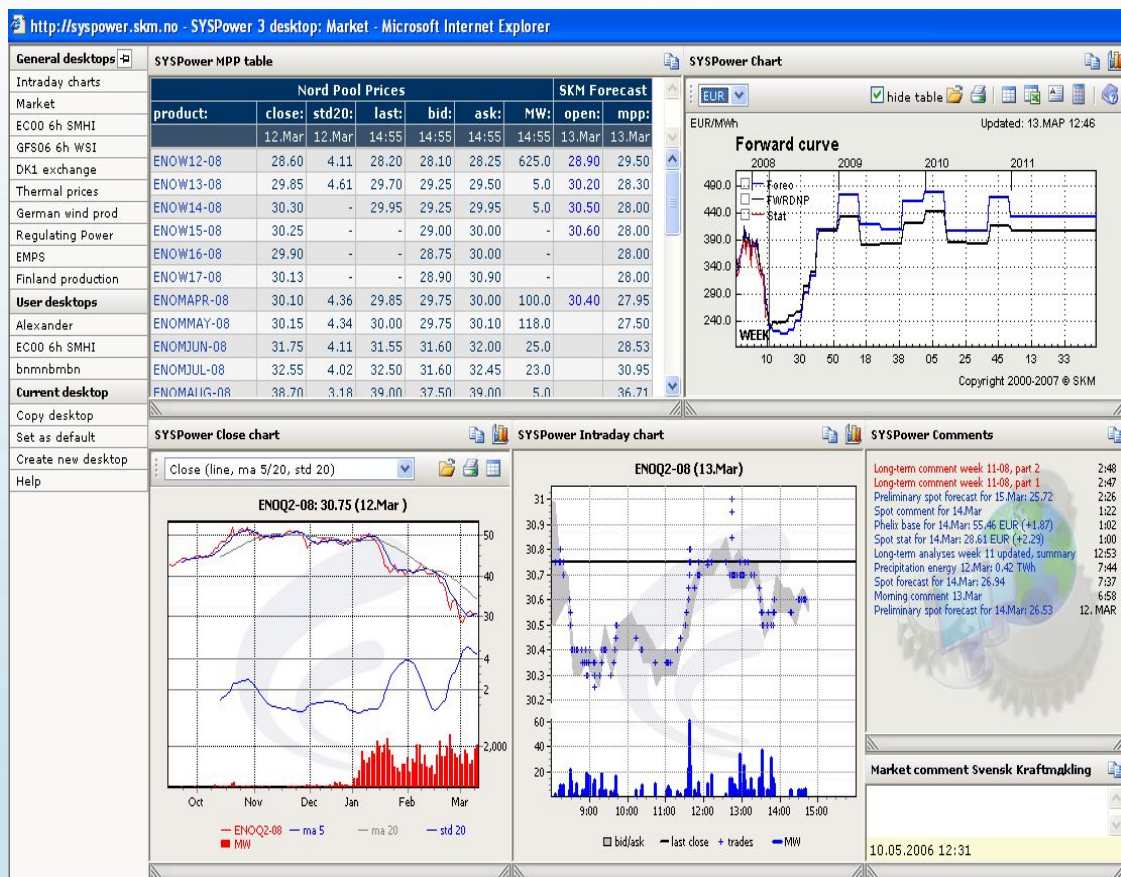 http://syspower.skm.no - SYSPower 3 desktop: Market - Microsoft Internet Explorer
General desktops
Intraday charts
Market
EC00 6h SMHI
GFS06 6h WSI
DK1 exchange
Thermal prices
German wind prod
Regulating Power
EMPS
Finland production
User desktops
Alexander
EC00 6h SMHI
bnmnbmbn
Current desktop
Copy desktop
Set as default
Create new desktop
Help
SYSPower MPP table
Nord Pool Prices SKM Forecast
product: close: std20: last: bid: ask: MW: open: mpp:
12.Mar 12.Mar 14:55 14:55 14:55 14:55 13.Mar 13.Mar
ENOW12-08 28.60 4.11 28.20 28.10 28.25 625.0 28.90 29.50
ENOW13-08 29.85 4.61 29.70 29.25 29.50 5.0 30.20 28.30
ENOW14-08 30.30 - 29.95 29.25 29.95 5.0 30.50 28.00
ENOW15-08 30.25 - - 29.00 30.00 - 30.60 28.00
ENOW16-08 29.90 - - 28.75 30.00 28.00
ENOW17-08 30.13 - - 28.90 30.90 - 28.00
ENOMAPR-08 30.10 4.36 29.85 29.75 30.00 100.0 30.40 27.95
ENOMMAY-08 30.15 4.34 30.00 29.75 30.10 118.0 27.50
ENOMJUN-08 31.75 4.11 31.55 31.60 32.00 25.0 28.53
ENOMJUL-08 32.55 4.02 32.50 31.60 32.45 23.0 30.95
ENOMAUG-08 38.70 3.18 39.00 37.50 39.00 5.0 36.71
SYSPower Chart
EUR hide table
EUR/MWh Updated: 13.MAP 12:46
Forward curve
2008 2009 2010 2011
490.0
440.0
390.0
340.0
290.0
240.0
Foreo
FWRDNP
Stat
WEEK
10 30 50 18 38 05 25 45 13 33
Copyright 2000-2007 © SKM
SYSPower Close chart
Close (line, ma 5/20, std 20)
ENOQ2-08: 30.75 (12.Mar )
50
40
30
4
2
2,000
Oct Nov Dec Jan Feb Mar
ENOQ2-08 ma 5 ma 20 std 20
MW
SYSPower Intraday chart
ENOQ2-08 (13.Mar)
31
30.9
30.8
30.7
30.6
30.5
30.4
30.3
30.2
60
40
20
9:00 10:00 11:00 12:00 13:00 14:00 15:00
bid/ask last close trades MW
SYSPower Comments
Long-term comment week 11-08, part 2 2:48
Long-term comment week 11-08, part 1 2:47
Preliminary spot forecast for 15.Mar: 25.72 2:26
Spot comment for 14.Mar 1:22
Phelix base for 14.Mar: 55.46 EUR (+1.87) 1:02
Spot stat for 14.Mar: 28.61 EUR (+2.29) 1:00
Long-term analyses week 11 updated, summary 12:53
Precipitation energy 12.Mar: 0.42 TWh 7:44
Spot forecast for 14.Mar: 26.94 7:37
Morning comment 13.Mar 6:58
Preliminary spot forecast for 14.Mar: 26.53 12. MAR
Market comment Svensk Kraftmäkling
10.05.2006 12:31